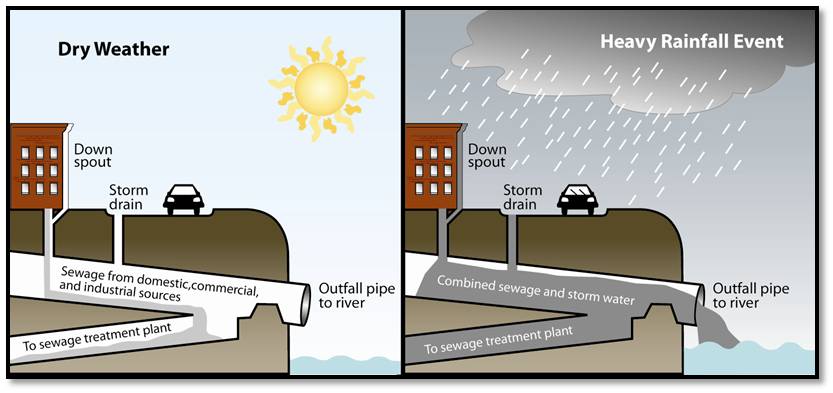 Dry Weather
Down
spout
Storm
drain
Sewage from domestic,commercial,
and industrial sources
Outfall pipe
to river
To sewage treatment plant
Heavy Rainfall Event
Down
spout
Storm
drain
Combined sewage and storm water
Outfall pipe
to river
To sewage treatment plant